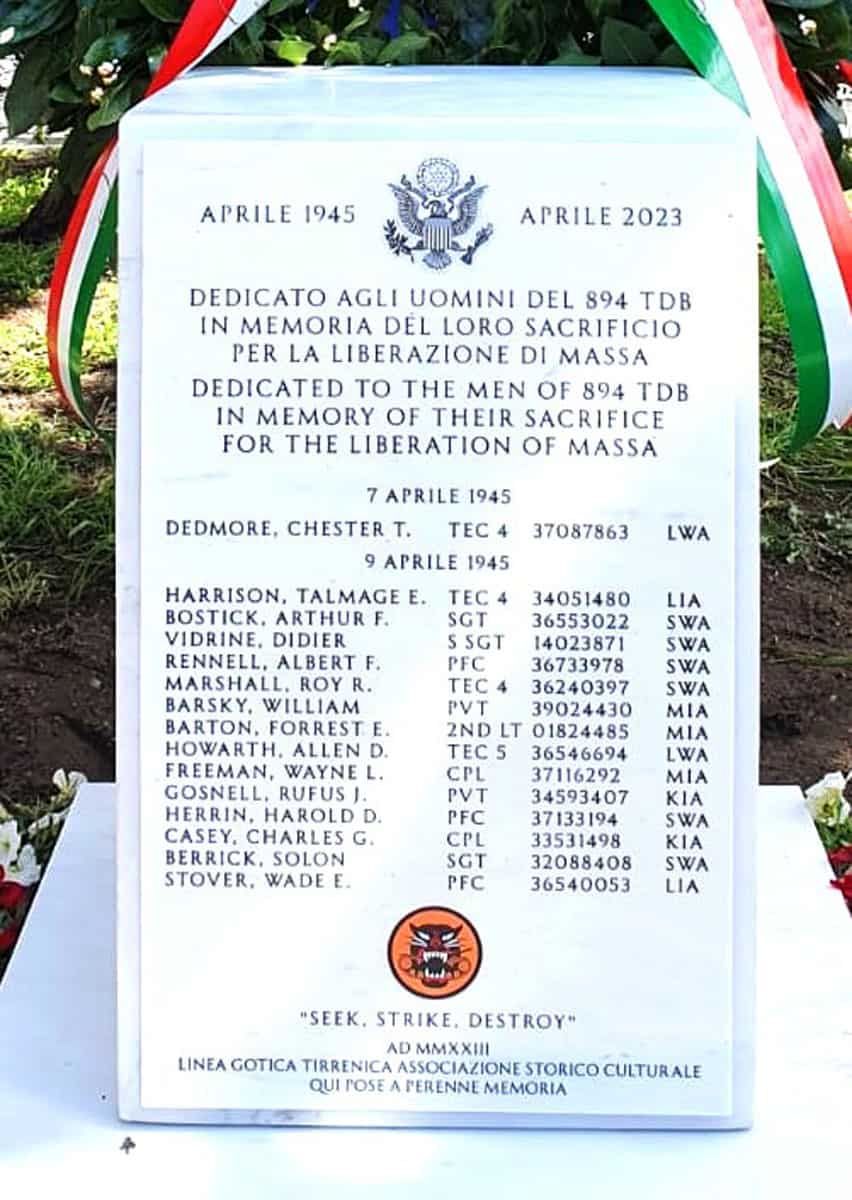 APRILE 1945 APRILE 2023
DEDICATO AGLI UOMINI DEL 894 TDB
IN MEMORIA DEL LORO SACRIFICIO
PER LA LIBERAZIONE DI MASSA
DEDICATED TO THE MEN OF 894 TDB
IN MEMORY OF THEIR SACRIFICE
FOR THE LIBERATION OF MASSA
7 APRILE 1945
DEDMORE, CHESTER T. TEC 4 37087863 LWA
9 APRILE 1945
HARRISON, TALMAGE E. TEC 4 34051480 LIA
BOSTICK, ARTHUR F. SGT 36553022 SWA
VIDRINE, DIDIER S SGT 14023871 SWA
RENNELL, ALBERT F. PFC 36733978 SWA
MARSHALL, ROY R. TEC 4 36240397 SWA
BARSKY, WILLIAM PVT 39024430 MIA
BARTON, FORREST E. 2ND LT 01824485 MIA
HOWARTH, ALLEN D. TEC 5 36546694 LWA
FREEMAN, WAYNE L. CPL 37116292 MIA
GOSNELL, RUFUS J. PVT 34593407 KIA
HERRIN, HAROLD D. PFC 37133194 SWA
CASEY, CHARLES G. CPL 33531498 KIA
BERRICK, SOLON SGT 32088408 SWA
STOVER, WADE E. PFC 36540053 LIA
"SEEK, STRIKE, DESTROY"
AD MMXXIII
LINEA GOTICA TIRRENICA ASSOCIAZIONE STORICO CULTURALE
QUI POSE A PERENNE MEMORIA